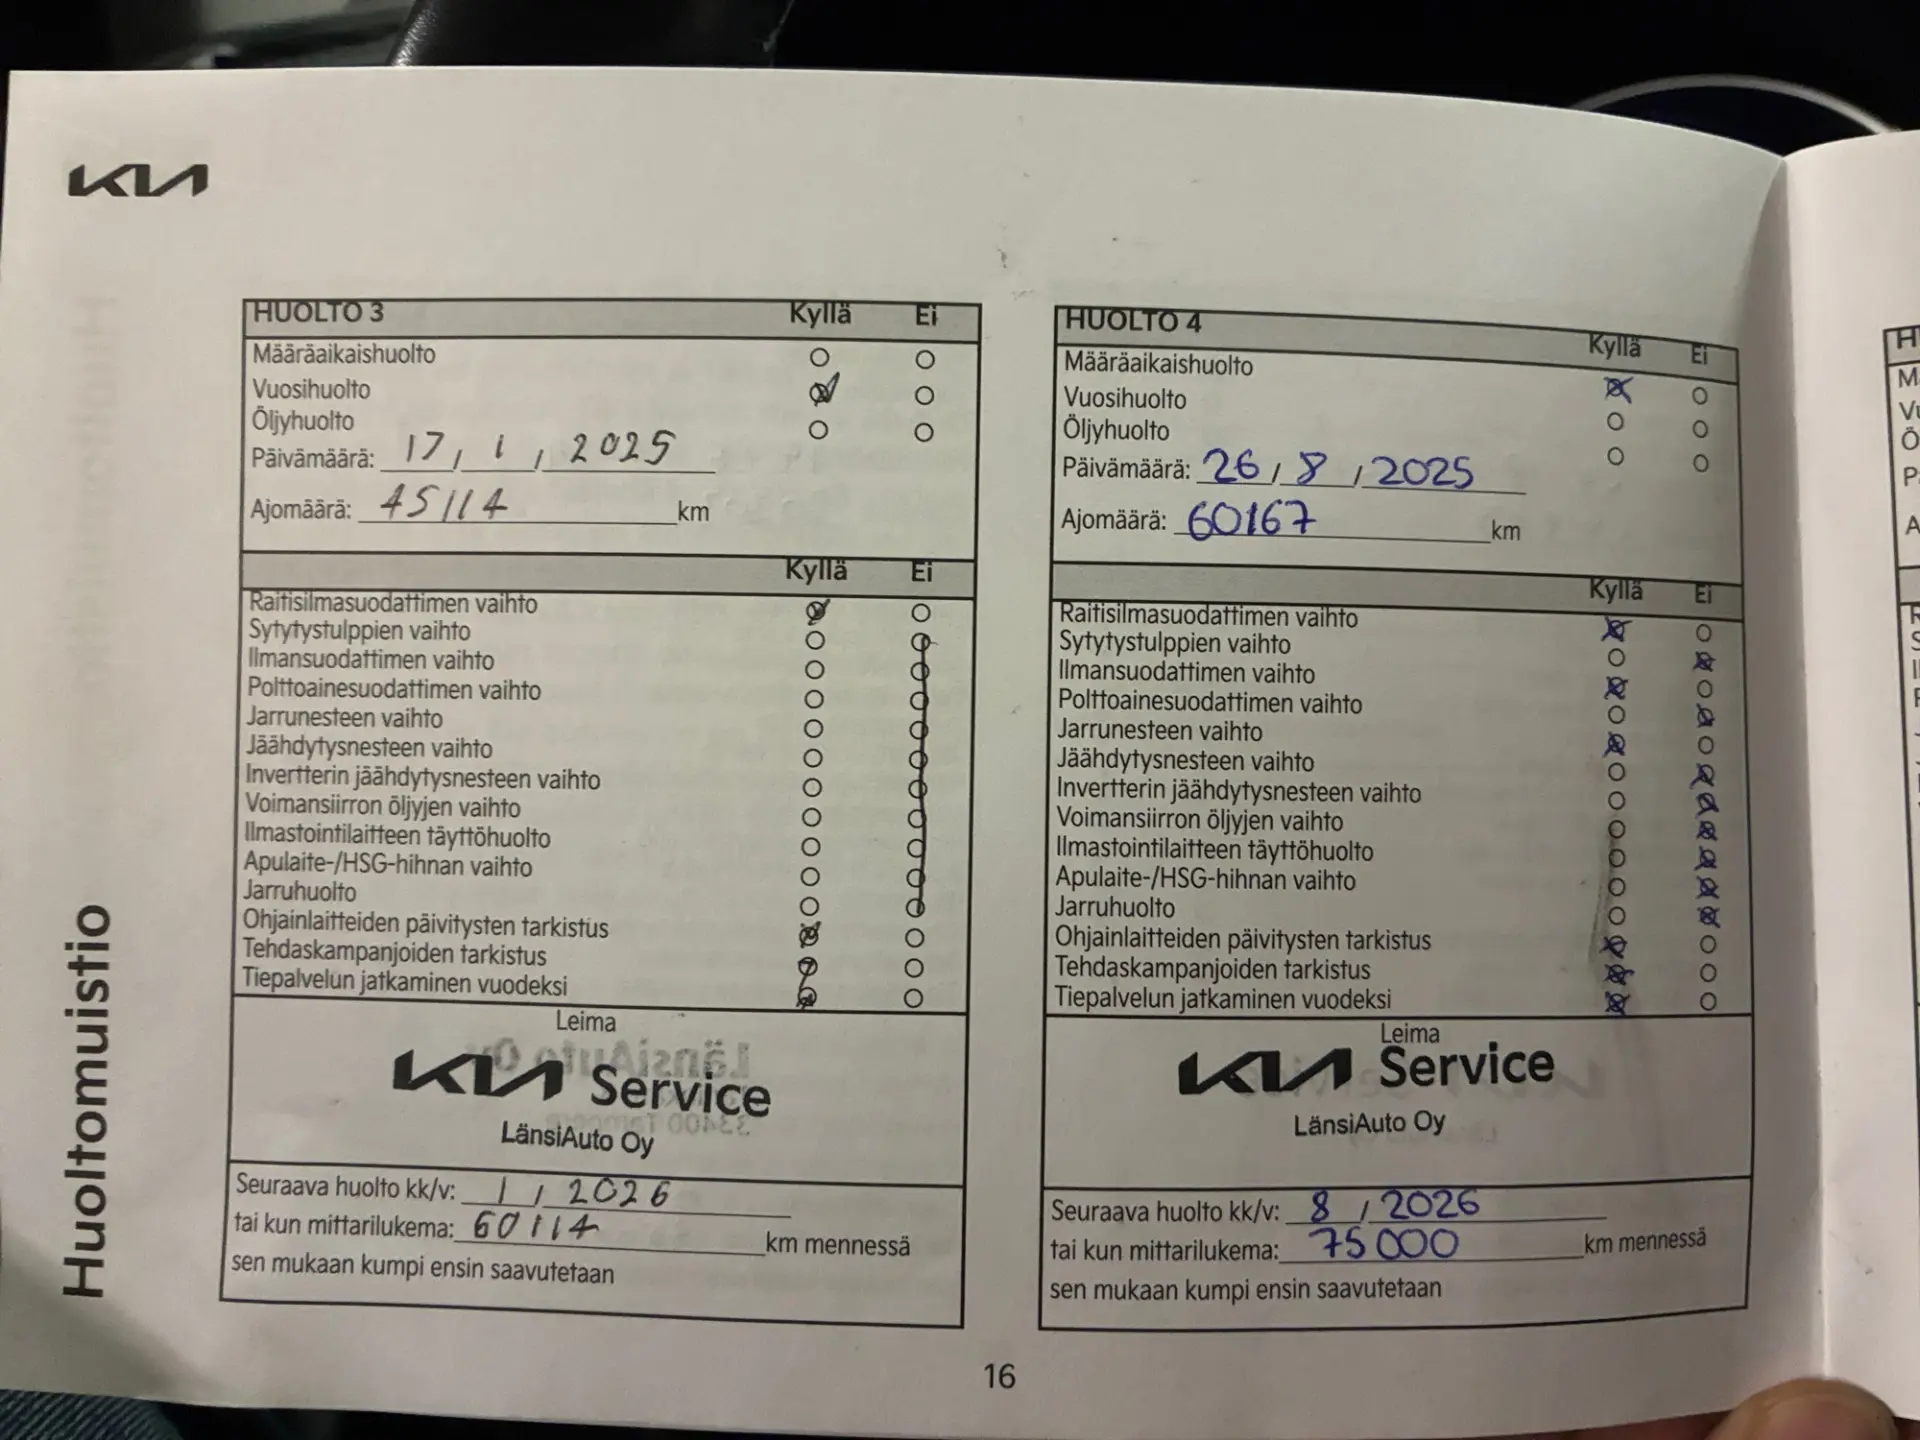 KIA
Huoltomuistio
HUOLTO 3 Kyllä Ei
Määräaikaishuolto
Vuosihuolto
Öljyhuolto
Päivämäärä: 17, 1, 2025
Ajomäärä: 45114 km
Kyllä Ei
Raitisilmasuodattimen vaihto
Sytytystulppien vaihto
Ilmansuodattimen vaihto
Polttoainesuodattimen vaihto
Jarrunesteen vaihto
Jäähdytysnesteen vaihto
Invertterin jäähdytysnesteen vaihto
Voimansiirron öljyjen vaihto
Ilmastointilaitteen täyttöhuolto
Apulaite-/HSG-hihnan vaihto
Jarruhuolto
Ohjainlaitteiden päivitysten tarkistus
Tehdaskampanjoiden tarkistus
Tiepalvelun jatkaminen vuodeksi
Leima
KIA Service
LänsiAuto Oy
Seuraava huolto kk/v: 1 / 2026
tai kun mittarilukema: 60114 km mennessä
sen mukaan kumpi ensin saavutetaan
HUOLTO 4 Kyllä Ei
Määräaikaishuolto
Vuosihuolto
Öljyhuolto
Päivämäärä: 26 / 8 / 2025
Ajomäärä: 60167 km
Kyllä Ei
Raitisilmasuodattimen vaihto
Sytytystulppien vaihto
Ilmansuodattimen vaihto
Polttoainesuodattimen vaihto
Jarrunesteen vaihto
Jäähdytysnesteen vaihto
Invertterin jäähdytysnesteen vaihto
Voimansiirron öljyjen vaihto
Ilmastointilaitteen täyttöhuolto
Apulaite-/HSG-hihnan vaihto
Jarruhuolto
Ohjainlaitteiden päivitysten tarkistus
Tehdaskampanjoiden tarkistus
Tiepalvelun jatkaminen vuodeksi
Leima
KIA Service
LänsiAuto Oy
Seuraava huolto kk/v: 8 / 2026
tai kun mittarilukema: 75000 km mennessä
sen mukaan kumpi ensin saavutetaan
16